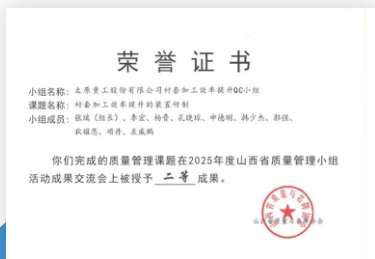 荣誉证书
小组名称：太原重工股份有限公司衬套加工效率提升QC小组
课题名称：衬套加工效率提升的装置研制
小组成员：张瑞（组长）、李宏、杨晋、孔晓琼、申德刚、韩少杰、郭强、
耿耀恩、项丹、左威鹏
你们完成的质量管理课题在2025年度山西省质量管理小组
活动成果交流会上被授予 二等 成果。